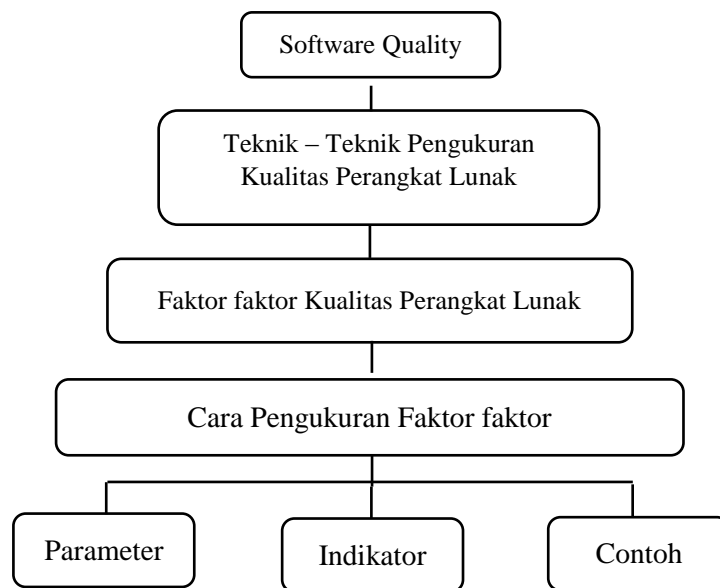 Software Quality
Teknik – Teknik Pengukuran
Kualitas Perangkat Lunak
Faktor faktor Kualitas Perangkat Lunak
Cara Pengukuran Faktor faktor
Parameter
Indikator
Contoh